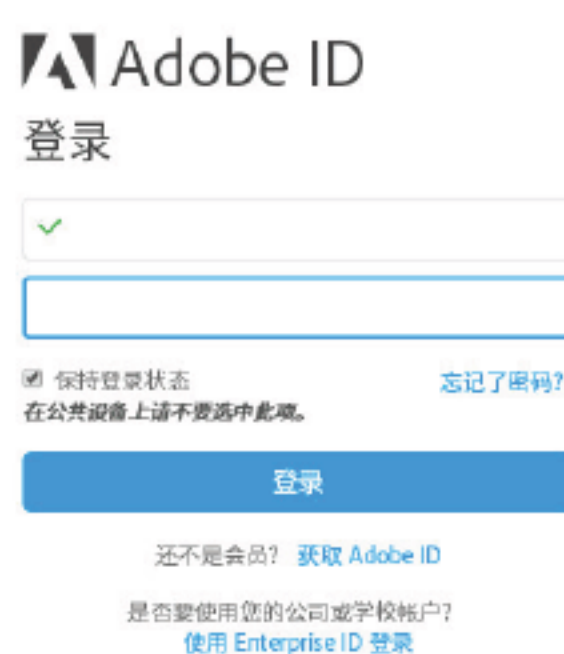 Adobe ID
登录
保持登录状态 忘记了密码?
在公共设备上请不要选中此项。
登录
还不是会员? 获取 Adobe ID
是否要使用您的公司或学校帐户?
使用 Enterprise ID 登录